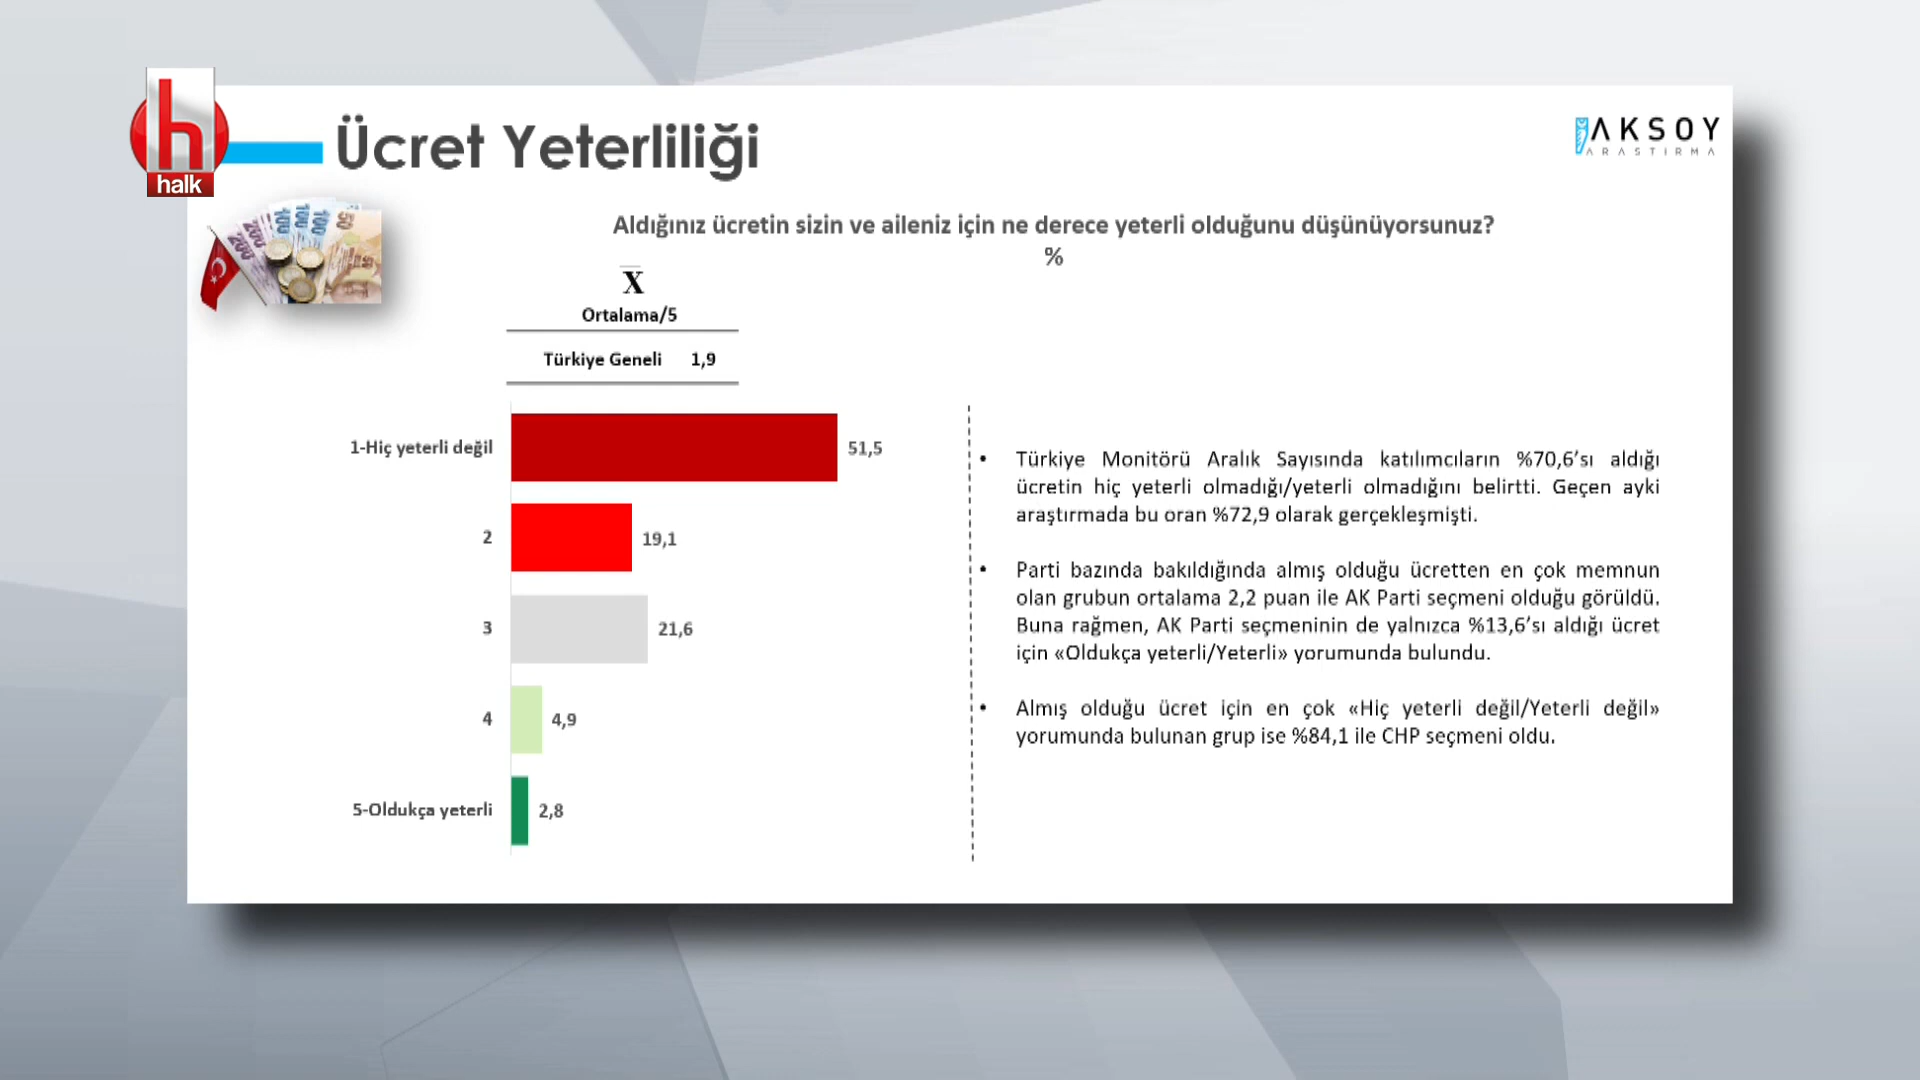 h
halk
Ücret Yeterliliği
AKSOY
ARASTIRMA
Aldığınız ücretin sizin ve aileniz için ne derece yeterli olduğunu düşünüyorsunuz?
%
X
Ortalama/5
Türkiye Geneli 1,9
1-Hiç yeterli değil 51,5
2 19,1
3 21,6
4 4,9
5-Oldukça yeterli 2,8
• Türkiye Monitörü Aralık Sayısında katılımcıların %70,6’sı aldığı
ücretin hiç yeterli olmadığı/yeterli olmadığını belirtti. Geçen ayki
araştırmada bu oran %72,9 olarak gerçekleşmişti.
• Parti bazında bakıldığında almış olduğu ücretten en çok memnun
olan grubun ortalama 2,2 puan ile AK Parti seçmeni olduğu görüldü.
Buna rağmen, AK Parti seçmeninin de yalnızca %13,6’sı aldığı ücret
için «Oldukça yeterli/Yeterli» yorumunda bulundu.
• Almış olduğu ücret için en çok «Hiç yeterli değil/Yeterli değil»
yorumunda bulunan grup ise %84,1 ile CHP seçmeni oldu.